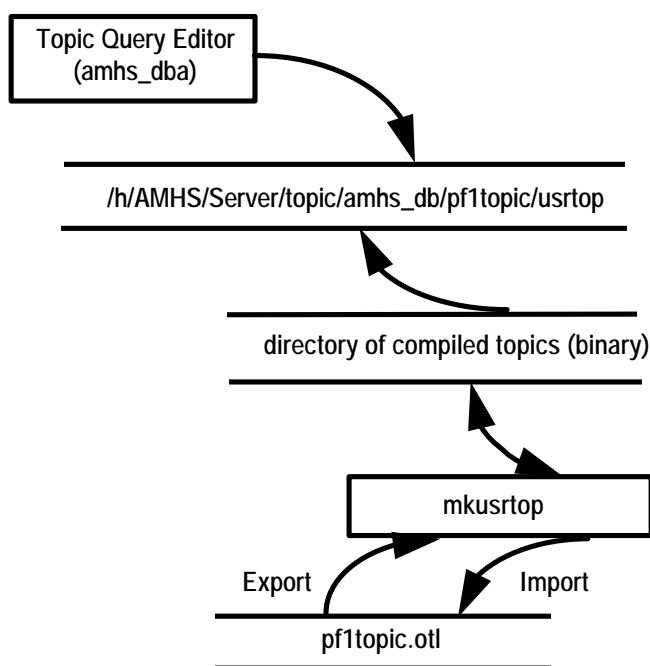 Topic Query Editor
(amhs_dba)
/h/AMHS/Server/topic/amhs_db/pf1topic/usrtop
directory of compiled topics (binary)
mkusrtop
Export
Import
pf1topic.otl